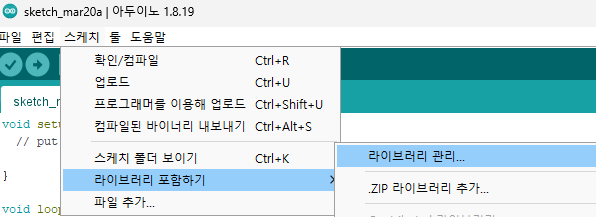 sketch_mar20a | 아두이노 1.8.19
파일 편집 스케치 툴 도움말
확인/컴파일 Ctrl+R
업로드 Ctrl+U
프로그래머를 이용해 업로드 Ctrl+Shift+U
컴파일된 바이너리 내보내기 Ctrl+Alt+S
sketch_m
void setu
// put
스케치 폴더 보이기 Ctrl+K
라이브러리 관리...
}
라이브러리 포함하기
.ZIP 라이브러리 추가...
void loo
파일 추가...